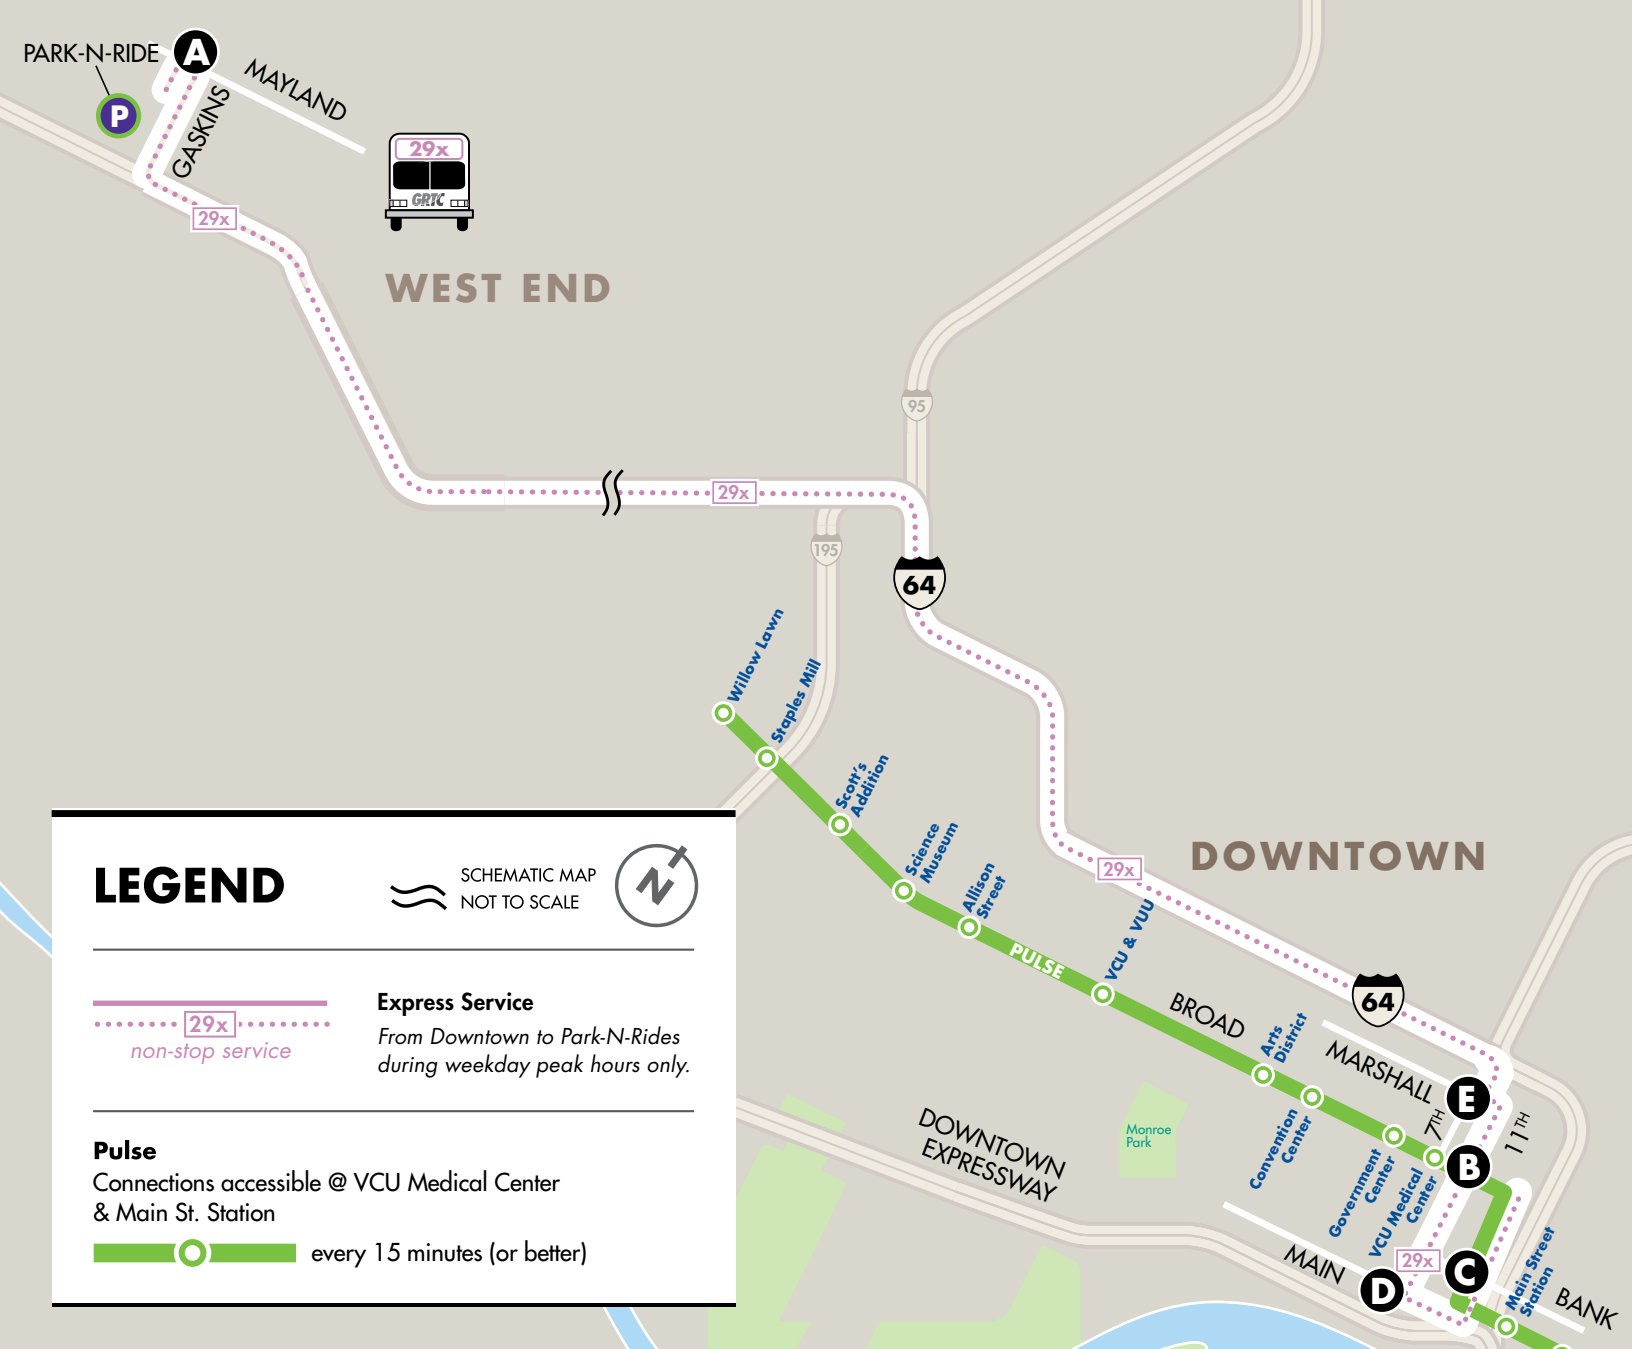 PARK-N-RIDE
A
P
MAYLAND
GASKINS
29x
GRTC
29x
WEST END
95
29x
195
64
Willow Lawn
Staples Mill
Scott's
Addition
Science
Museum
Allison
Street
PULSE
VCU & VUU
29x
DOWNTOWN
64
BROAD
Arts
District
MARSHALL
E
7TH
11TH
B
Convention
Center
Government
Center
VCU Medical
Center
Monroe
Park
DOWNTOWN
EXPRESSWAY
MAIN
29x
D
C
Main Street
Station
BANK
LEGEND
SCHEMATIC MAP
NOT TO SCALE
N
29x
non-stop service
Express Service
From Downtown to Park-N-Rides
during weekday peak hours only.
Pulse
Connections accessible @ VCU Medical Center
& Main St. Station
every 15 minutes (or better)